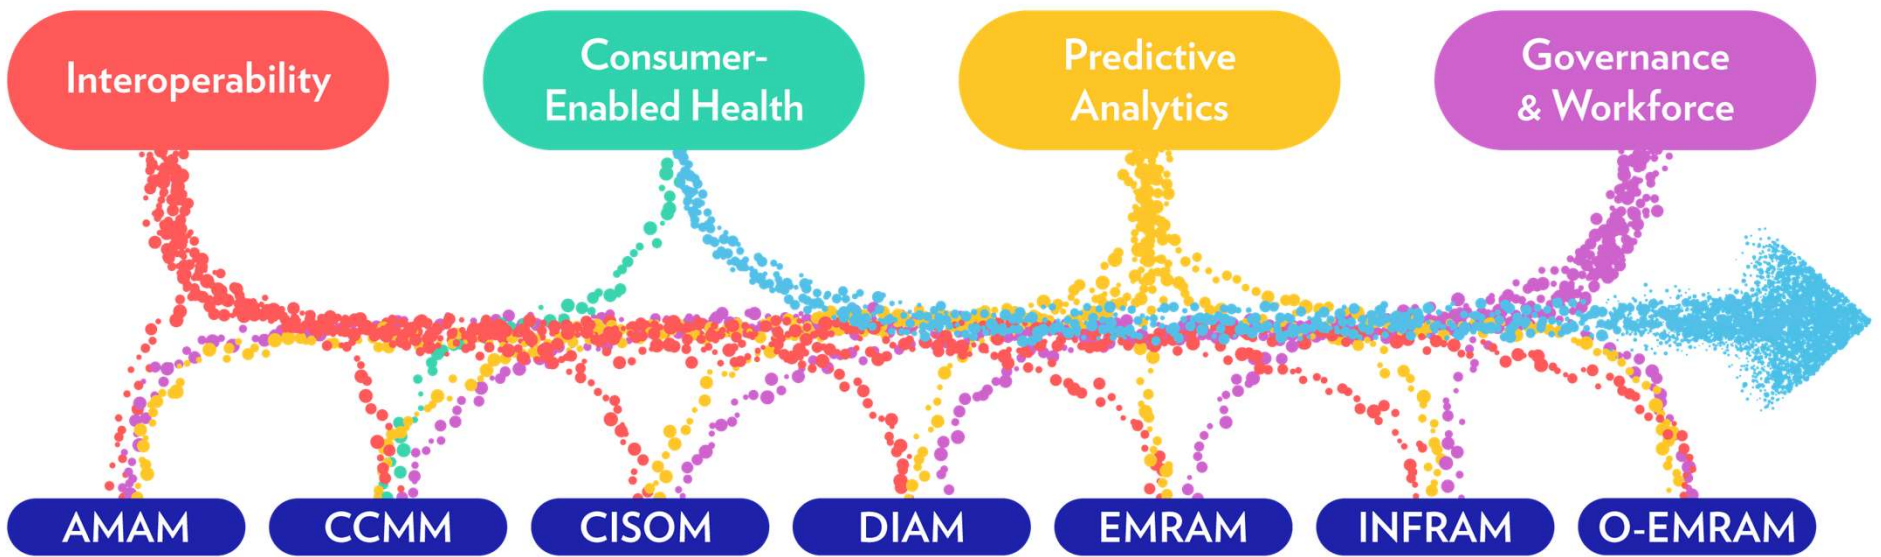 Interoperability
Consumer-
Enabled Health
Predictive
Analytics
Governance
& Workforce
AMAM
CCMM
CISOM
DIAM
EMRAM
INFRAM
O-EMRAM